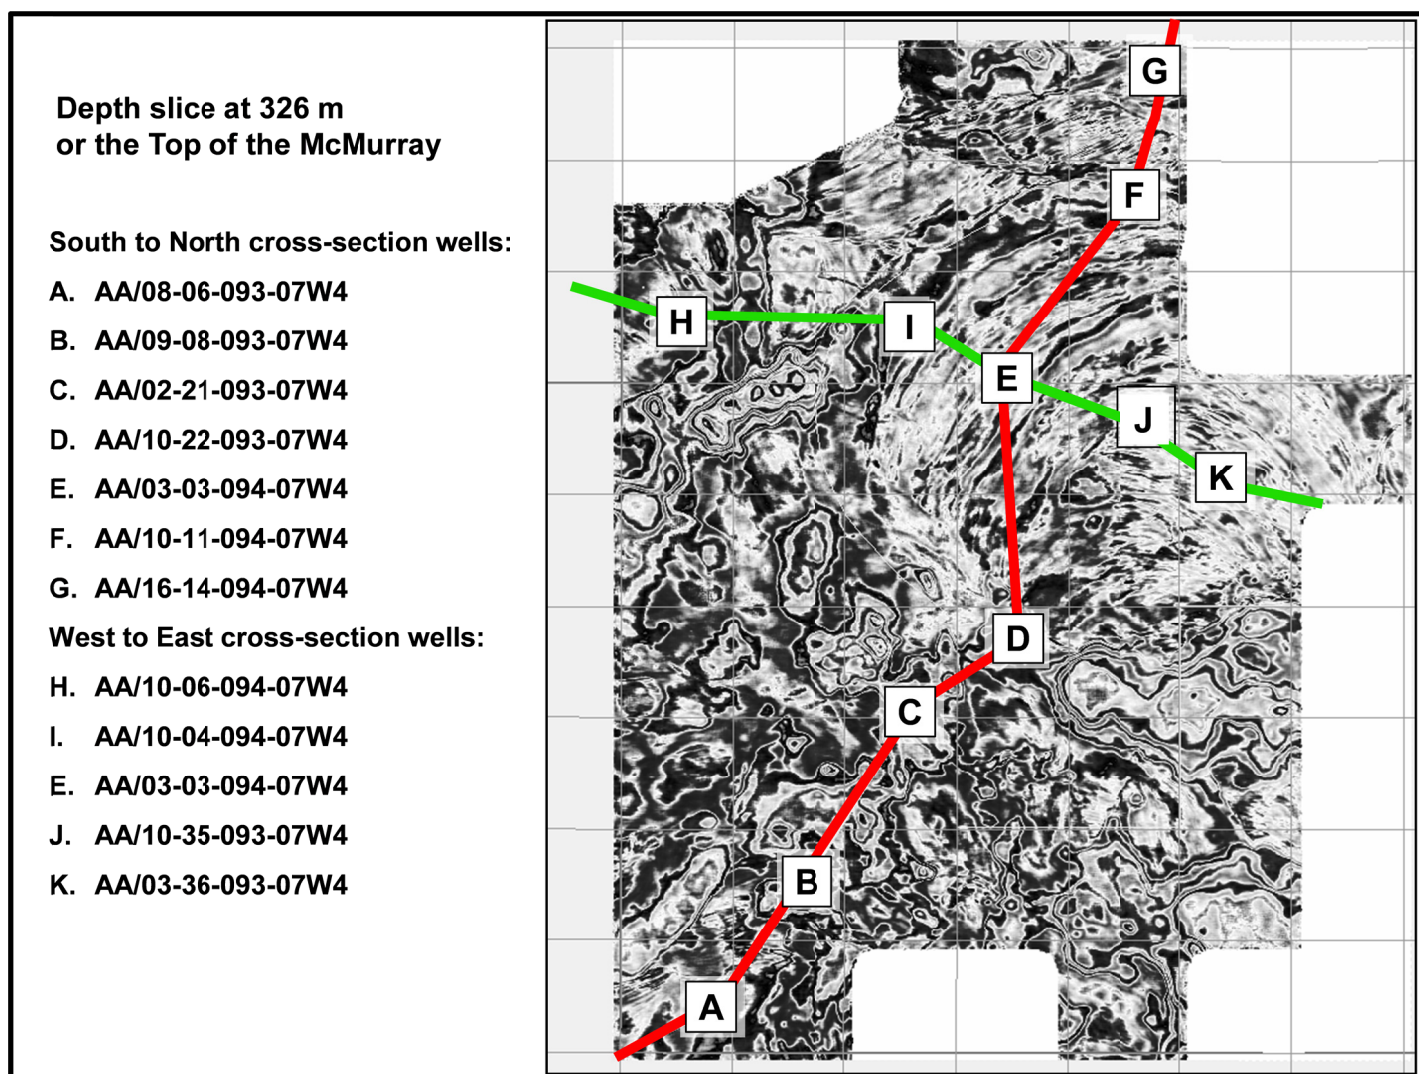 Depth slice at 326 m
or the Top of the McMurray
South to North cross-section wells:
A. AA/08-06-093-07W4
B. AA/09-08-093-07W4
C. AA/02-21-093-07W4
D. AA/10-22-093-07W4
E. AA/03-03-094-07W4
F. AA/10-11-094-07W4
G. AA/16-14-094-07W4
West to East cross-section wells:
H. AA/10-06-094-07W4
I. AA/10-04-094-07W4
E. AA/03-03-094-07W4
J. AA/10-35-093-07W4
K. AA/03-36-093-07W4
G
F
H
I
E
J
K
D
C
B
A